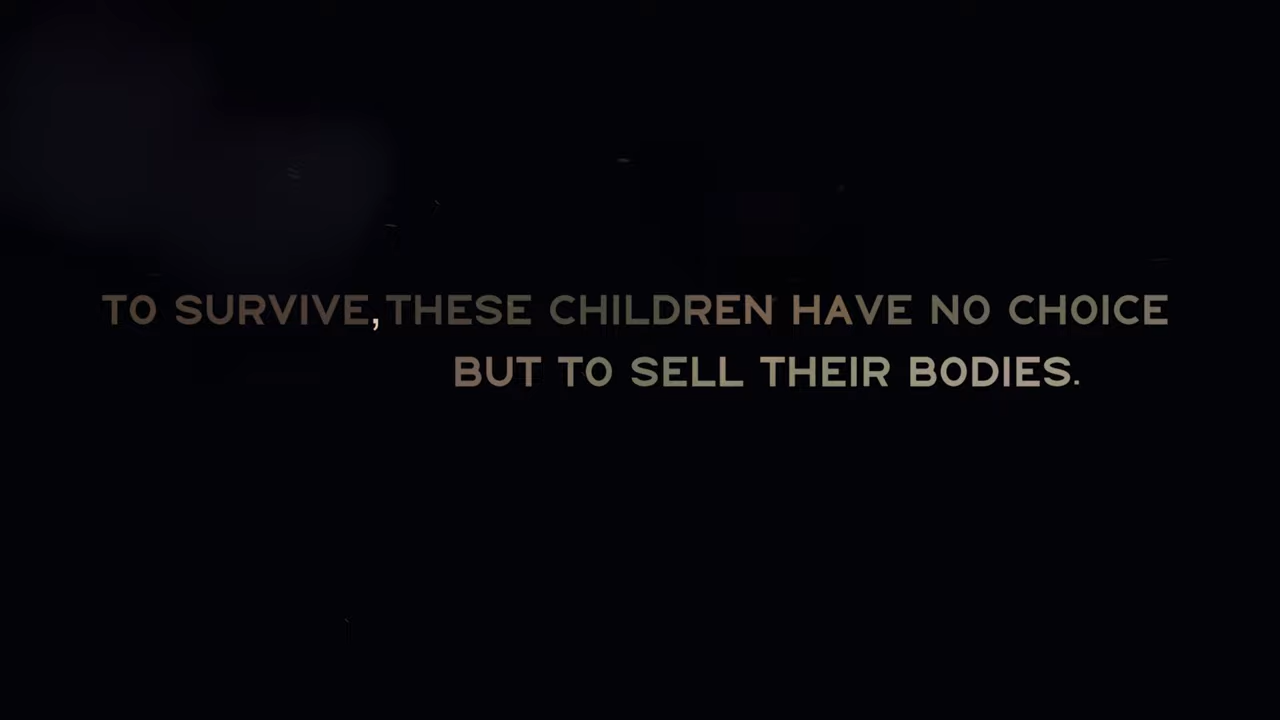 TO SURVIVE, THESE CHILDREN HAVE NO CHOICE
BUT TO SELL THEIR BODIES.